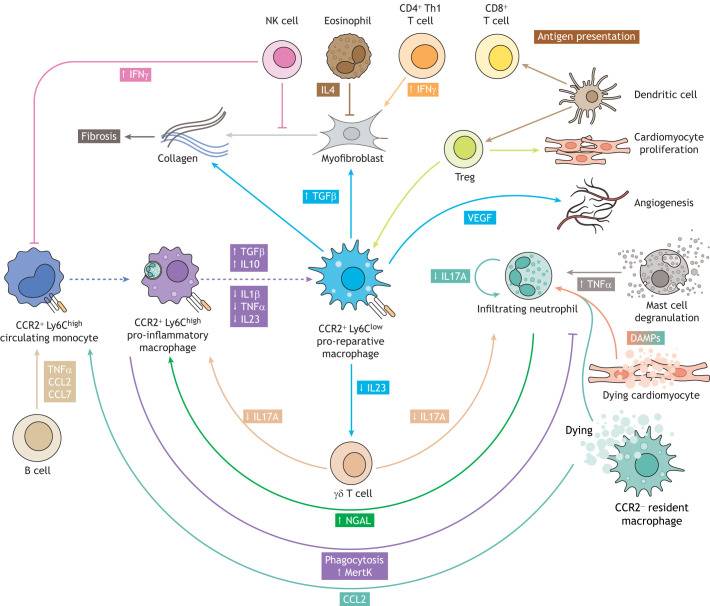 NK cell
Eosinophil
CD4⁺ Th1
T cell
CD8⁺
T cell
Antigen presentation
↑ IFNγ
IL4
↑ IFNγ
Dendritic cell
Fibrosis
Collagen
Myofibroblast
Treg
Cardiomyocyte
proliferation
↑ TGFβ
VEGF
Angiogenesis
↑ TGFβ
↑ IL10
↓ IL17A
↑ TNFα
↓ IL1β
↓ TNFα
↓ IL23
CCR2⁺ Ly6Cʰⁱᵍʰ
circulating monocyte
CCR2⁺ Ly6Cʰⁱᵍʰ
pro-inflammatory
macrophage
CCR2⁺ Ly6Cˡᵒʷ
pro-reparative
macrophage
Infiltrating neutrophil
Mast cell
degranulation
DAMPs
TNFα
CCL2
CCL7
↓ IL23
Dying cardiomyocyte
↓ IL17A
↓ IL17A
Dying
B cell
γδ T cell
CCR2⁻ resident
macrophage
↑ NGAL
Phagocytosis
↑ MertK
CCL2